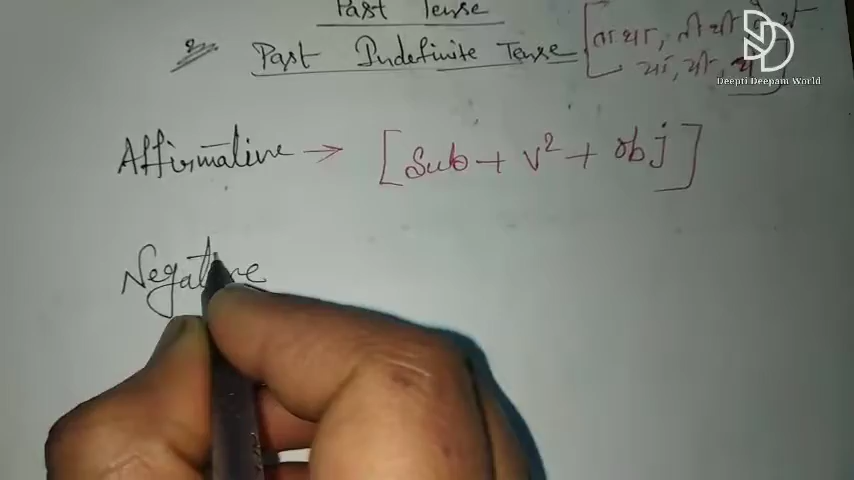 Past Tense
Past Indefinite Tense [ता था, ती थी
या, यी, ये]
Deepti Deepam World
Affirmative → [Sub + V² + obj]
Negative